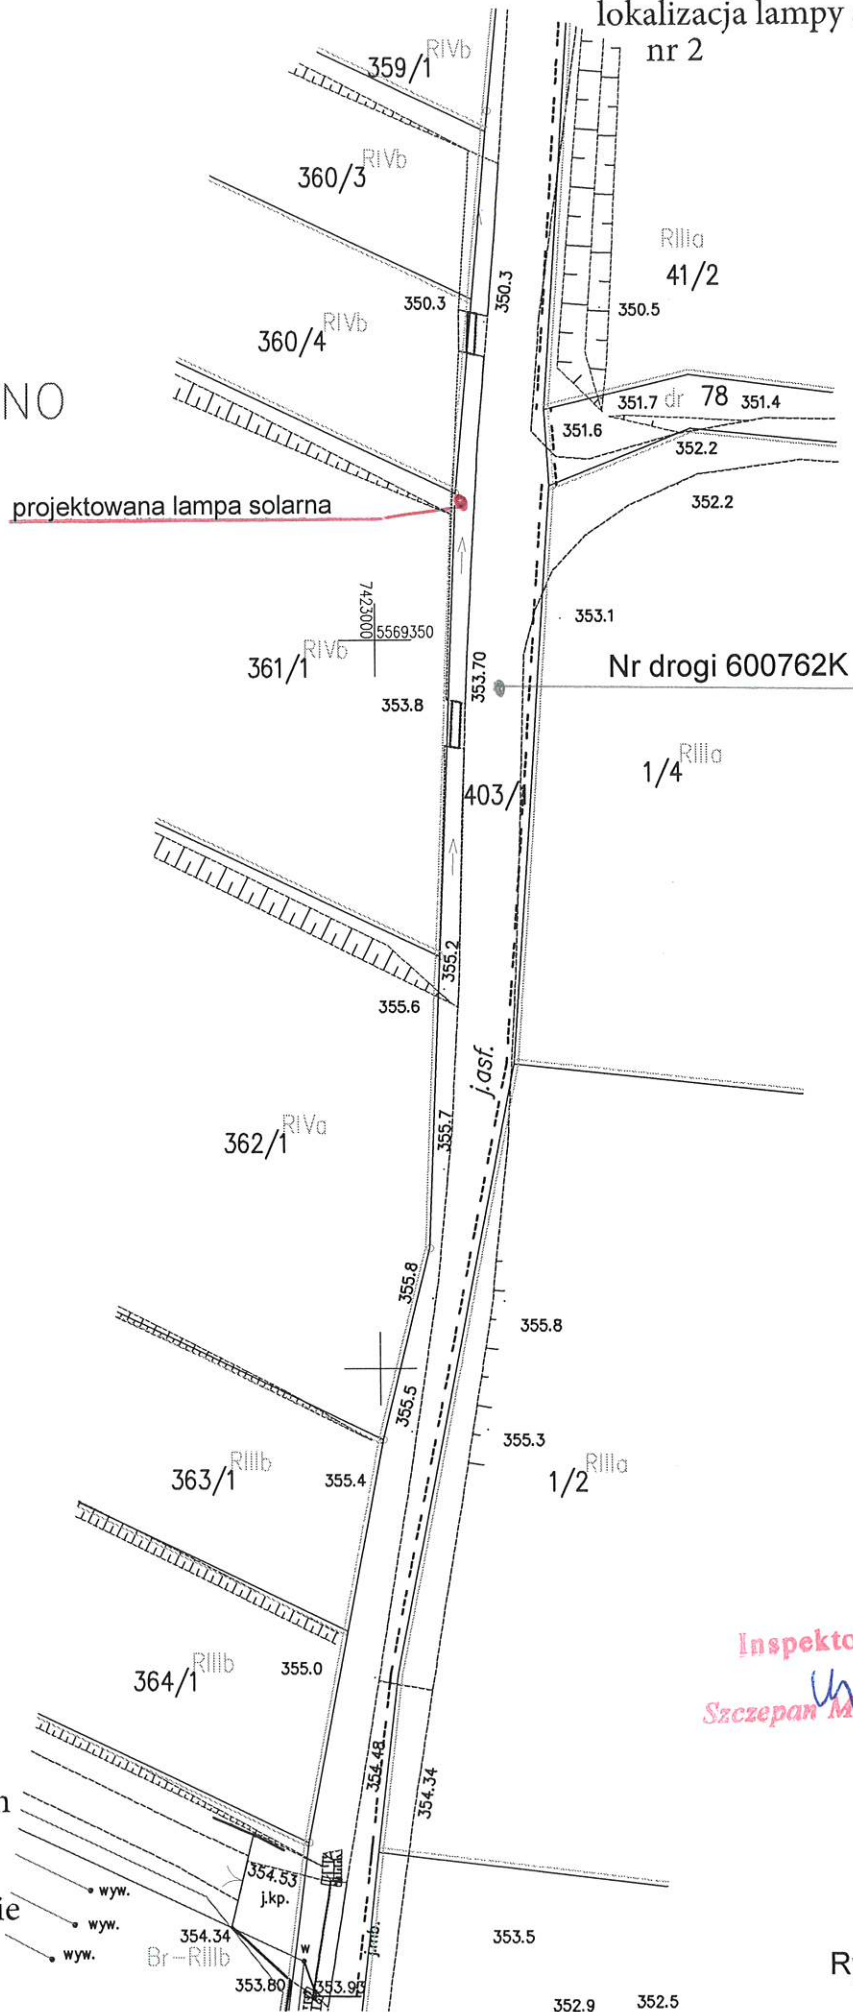 lokalizacja lampy
nr 2
RIVb
359/1
RIVb
360/3
RIIIa
41/2
350.3
350.3
350.5
RIVb
360/4
NO
351.7 dr 78 351.4
351.6
352.2
352.2
projektowana lampa solarna
353.1
7423000
5569350
RIVb
361/1
353.70
Nr drogi 600762K
353.8
RIIIa
1/4
403/
355.2
355.6
j.asf.
355.7
RIVa
362/1
355.8
355.8
355.5
355.3
RIIIb
363/1
355.4
RIIIa
1/2
Inspekto
RIIIb
364/1
355.0
Szczepan M
354.48
354.34
354.53
j.kp.
wyw.
ie
wyw.
354.34
353.5
wyw.
Br-RIIIb
w
353.80
353.93
R
352.9
352.5